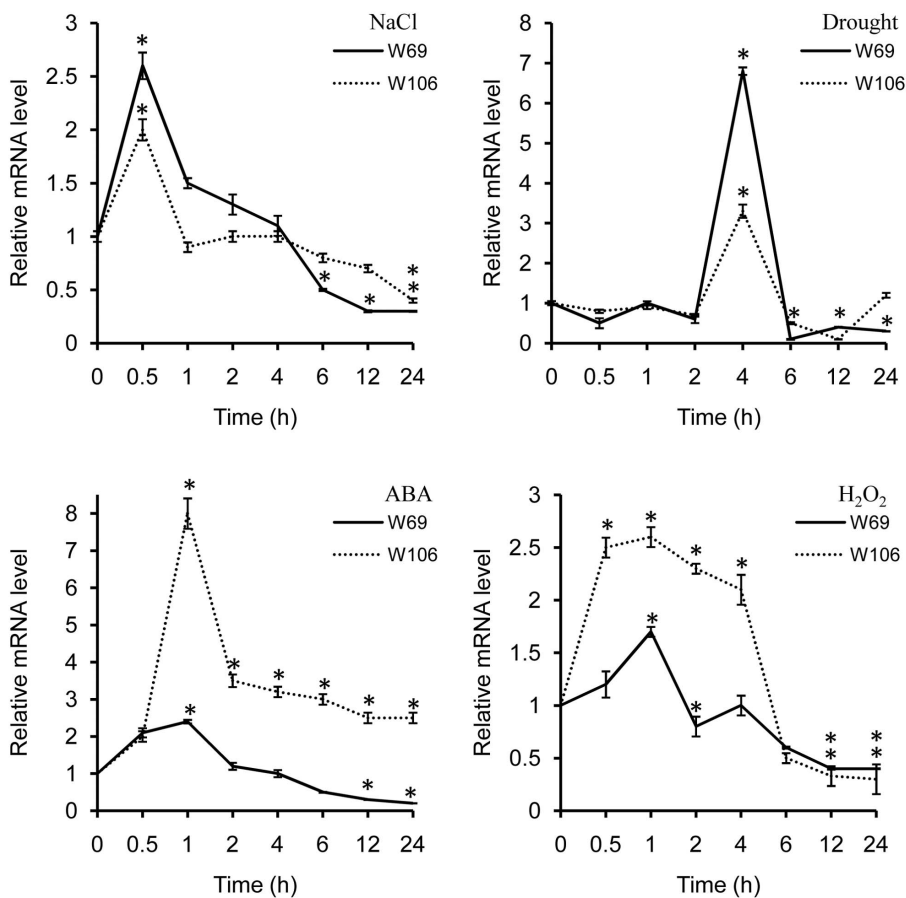 NaCl
W69
W106
Relative mRNA level
3
2.5
2
1.5
1
0.5
0
* * * * * *
0 0.5 1 2 4 6 12 24
Time (h)
Drought
W69
W106
Relative mRNA level
8
7
6
5
4
3
2
1
0
* * * * *
0 0.5 1 2 4 6 12 24
Time (h)
ABA
W69
W106
Relative mRNA level
8
7
6
5
4
3
2
1
0
* * * * * * * * *
0 0.5 1 2 4 6 12 24
Time (h)
H₂O₂
W69
W106
Relative mRNA level
3
2.5
2
1.5
1
0.5
0
* * * * * * * * * *
0 0.5 1 2 4 6 12 24
Time (h)